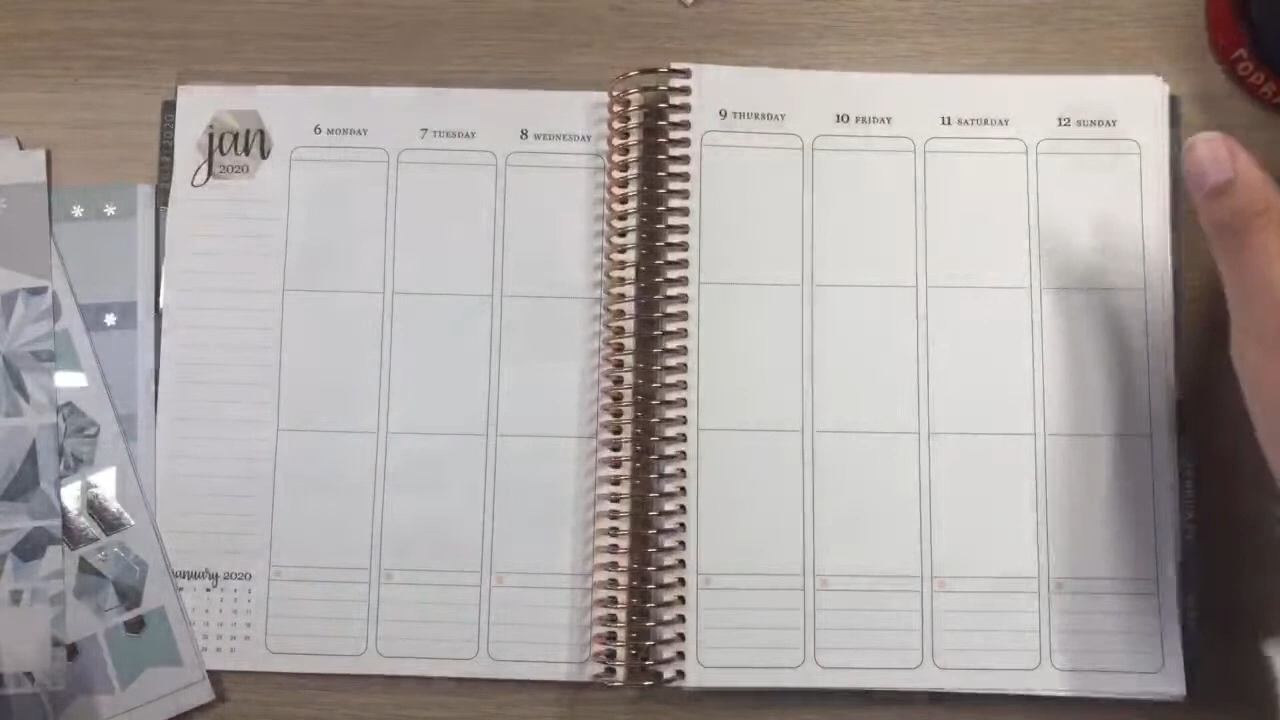 jan
2020
6 MONDAY
7 TUESDAY
8 WEDNESDAY
9 THURSDAY
10 FRIDAY
11 SATURDAY
12 SUNDAY
january 2020